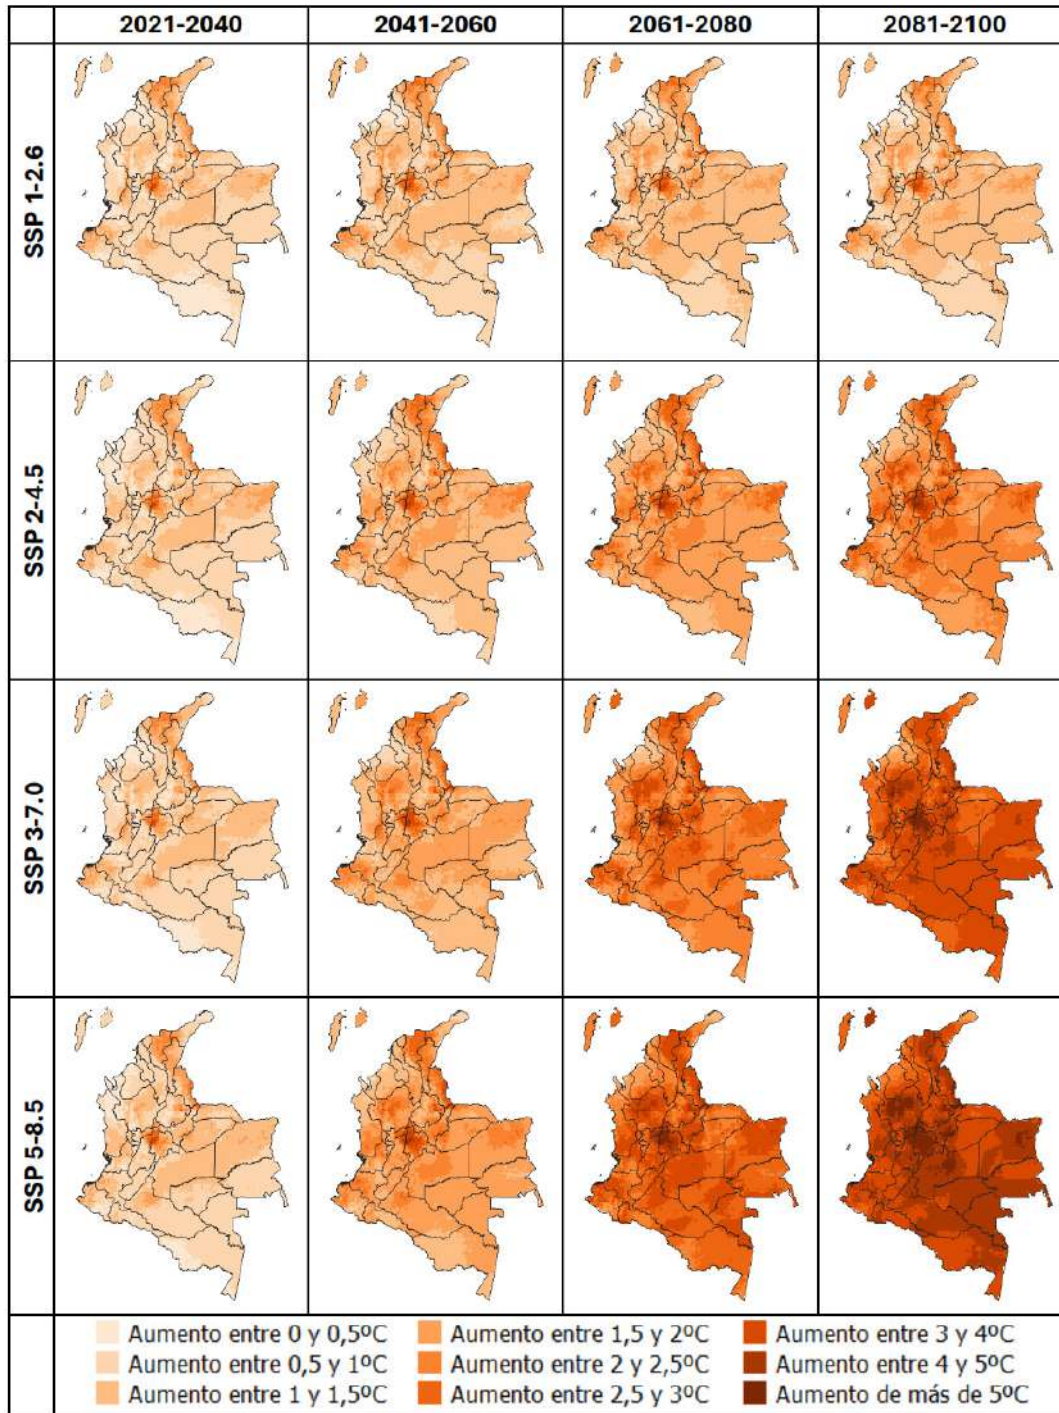 2021-2040 2041-2060 2061-2080 2081-2100
SSP 1-2.6
SSP 2-4.5
SSP 3-7.0
SSP 5-8.5
Aumento entre 0 y 0,5ºC Aumento entre 1,5 y 2ºC Aumento entre 3 y 4ºC
Aumento entre 0,5 y 1ºC Aumento entre 2 y 2,5ºC Aumento entre 4 y 5ºC
Aumento entre 1 y 1,5ºC Aumento entre 2,5 y 3ºC Aumento de más de 5ºC